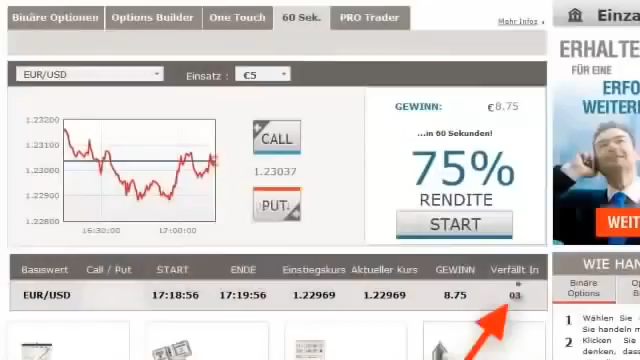 Binäre Optionen Options Builder One Touch 60 Sek. PRO Trader
Mehr Infos
Einza
EUR/USD Einsatz : €5
ERHALTE
FÜR EINE
ERFO
WEITER
1.23200
1.23100
1.23000
1.22900
1.22800
16:30:00 17:00:00
CALL
1.23037
PUT
GEWINN: €8.75
...in 60 Sekunden!
75%
RENDITE
START
WEIT
Basiswert Call / Put START ENDE Einstiegskurs Aktueller Kurs GEWINN Verfällt In
EUR/USD 17:18:56 17:19:56 1.22969 1.22969 8.75 03
WIE HAN
Binäre
Optionen
Op
B
1 Wählen Sie
Sie handeln m
2 Klicken Sie
denken, dass